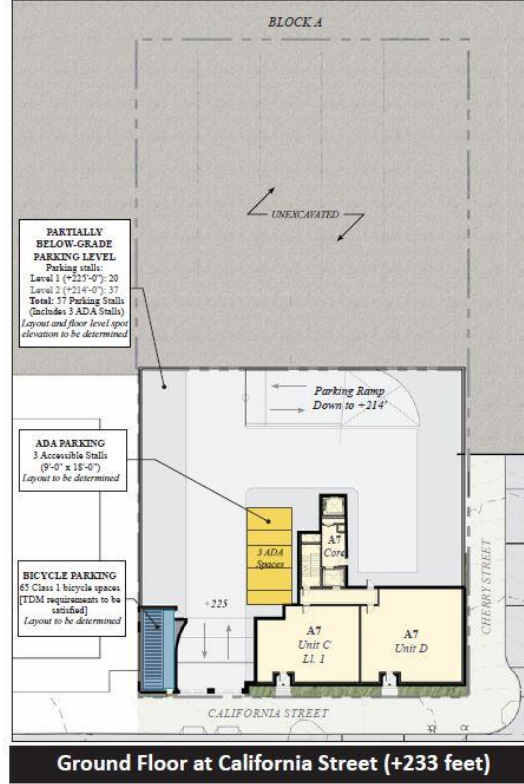 BLOCK A
UNEXCAVATED
PARTIALLY
BELOW-GRADE
PARKING LEVEL
Parking stalls:
Level 1 (+225'-0"): 20
Level 2 (+214'-0"): 37
Total: 57 Parking Stalls
(Includes 3 ADA Stalls)
Layout and floor level spot
elevation to be determined
Parking Ramp
Down to +214'
ADA PARKING
3 Accessible Stalls
(9'-0" x 18'-0")
Layout to be determined
A7
Core
3 ADA
Spaces
BICYCLE PARKING
65 Class 1 bicycle spaces
[TDM requirements to be
satisfied]
Layout to be determined
+225
A7
Unit C
Ll. 1
A7
Unit D
CHERRY STREET
CALIFORNIA STREET
Ground Floor at California Street (+233 feet)